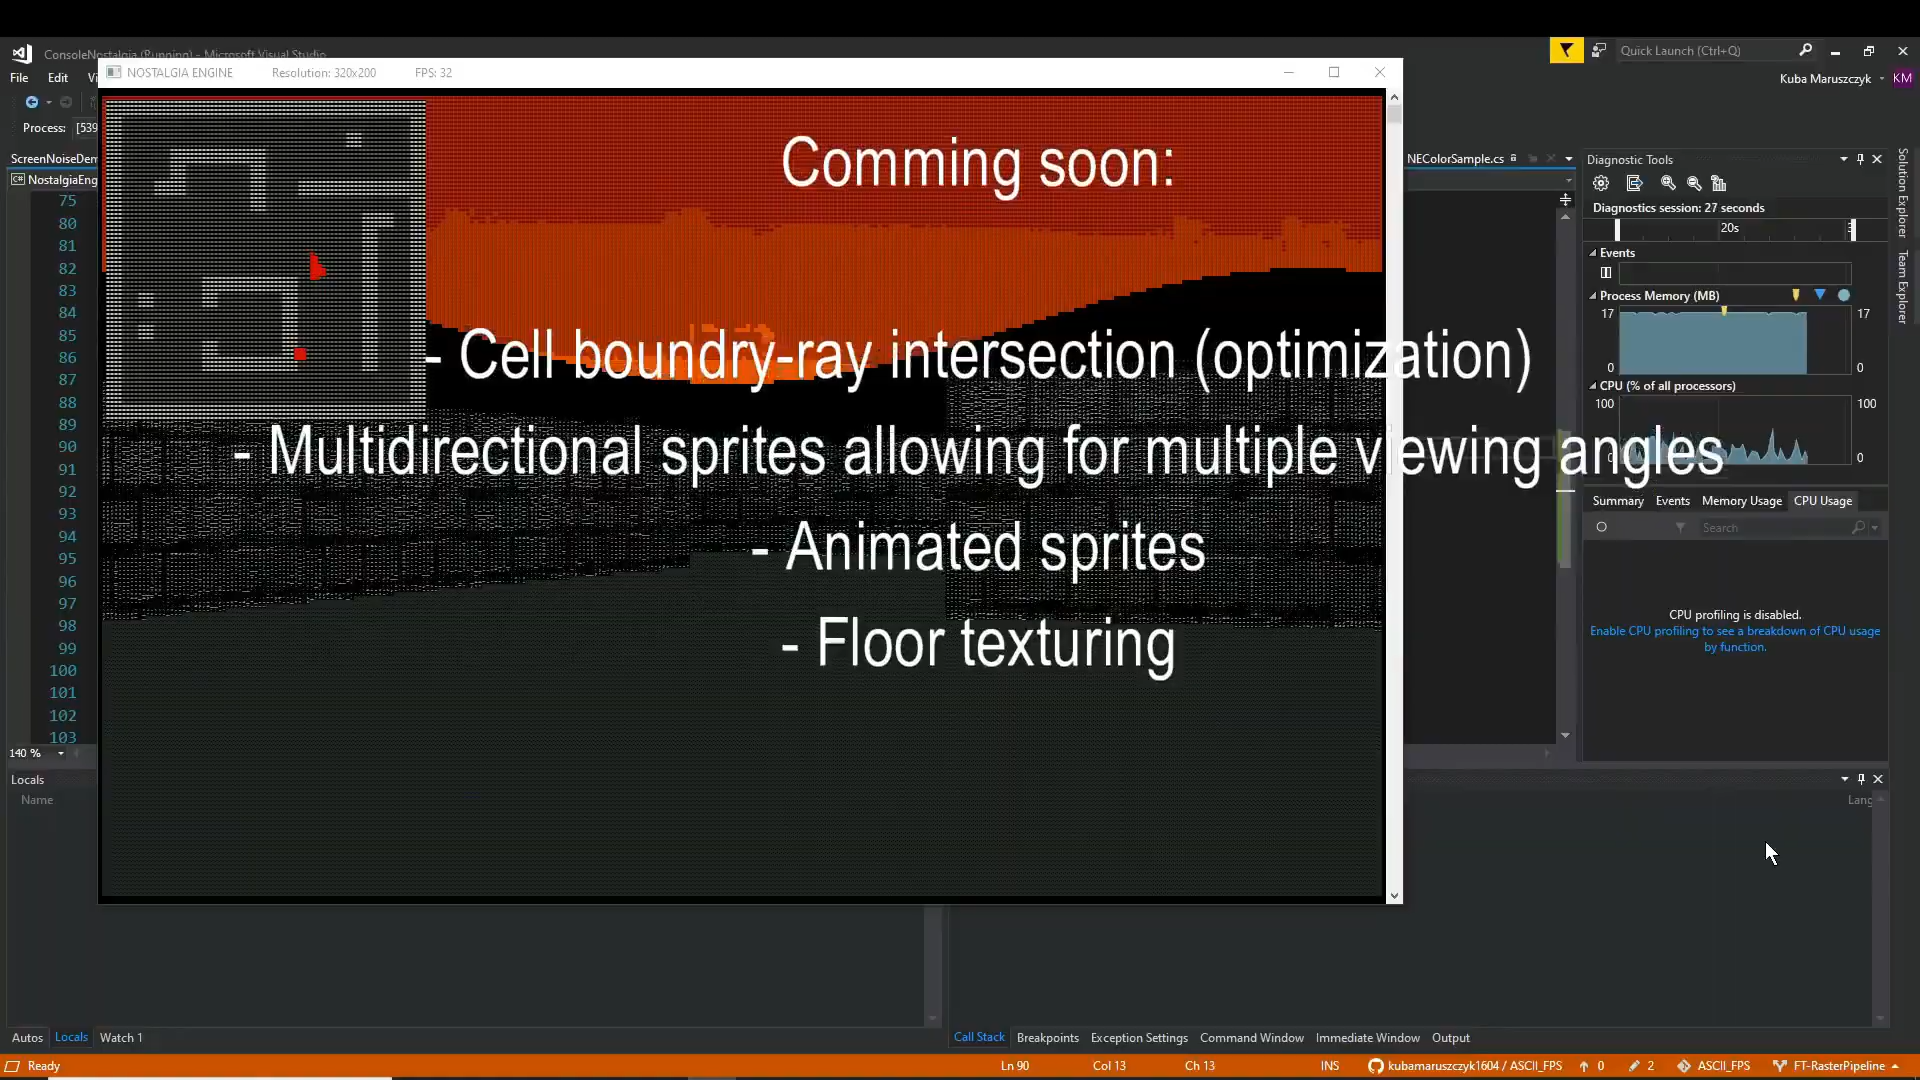 ConsoleNostalgia (Running) - Microsoft Visual Studio
Quick Launch (Ctrl+Q)
File Edit
NOSTALGIA ENGINE Resolution: 320x200 FPS: 32
Kuba Maruszczyk KM
Process: [539
ScreenNoiseDem
NEColorSample.cs
Diagnostic Tools
NostalgiaEng
Solution Explorer
Team Explorer
Comming soon:
- Cell boundry-ray intersection (optimization)
- Multidirectional sprites allowing for multiple viewing angles
- Animated sprites
- Floor texturing
75
80
81
82
83
84
85
86
87
88
89
90
91
92
93
94
95
96
97
98
99
100
101
102
103
Diagnostics session: 27 seconds
20s
Events
Process Memory (MB)
17 17
0 0
CPU (% of all processors)
100 100
0 0
Summary Events Memory Usage CPU Usage
Search
CPU profiling is disabled.
Enable CPU profiling to see a breakdown of CPU usage
by function.
140 %
Locals
Name
Lang
Autos Locals Watch 1
Call Stack Breakpoints Exception Settings Command Window Immediate Window Output
Ready Ln 90 Col 13 Ch 13 INS kubamaruszczyk1604 / ASCII_FPS 0 2 ASCII_FPS FT-RasterPipeline